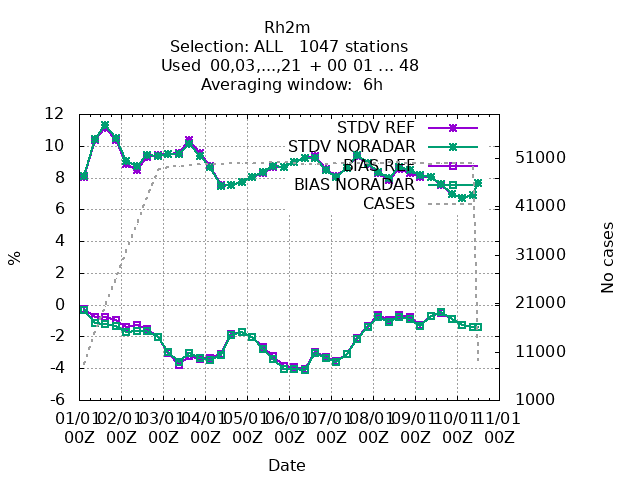 Rh2m
Selection: ALL 1047 stations
Used 00,03,...,21 + 00 01 ... 48
Averaging window: 6h
12
10
8
6
4
2
0
-2
-4
-6
%
STDV REF
STDV NORADAR
BIAS REF
BIAS NORADAR
CASES
51000
41000
31000
21000
11000
1000
No cases
01/01 02/01 03/01 04/01 05/01 06/01 07/01 08/01 09/01 10/01 11/01
00Z 00Z 00Z 00Z 00Z 00Z 00Z 00Z 00Z 00Z 00Z
Date